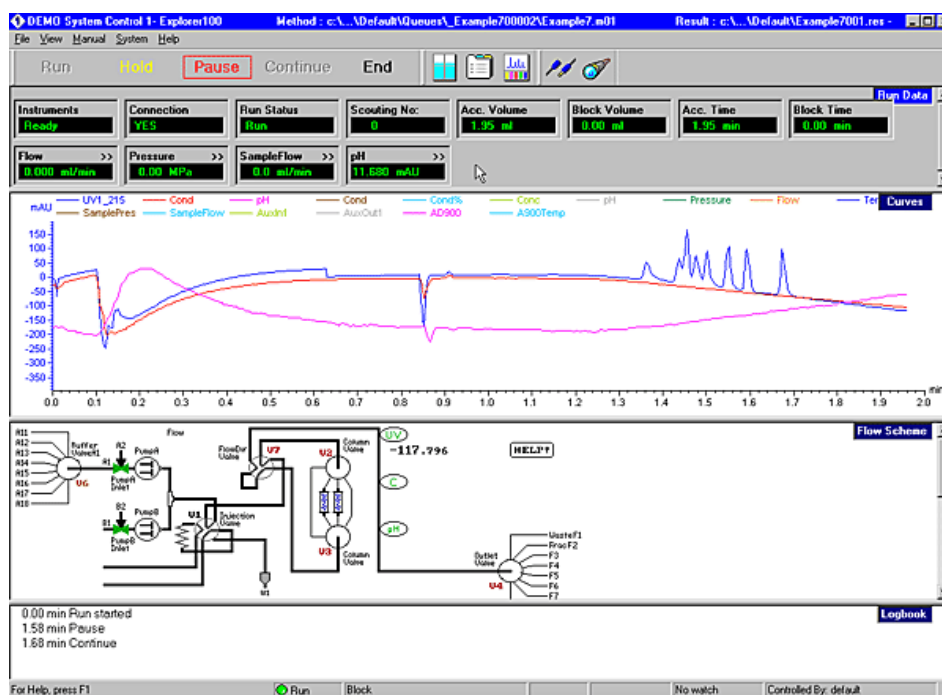 DEMO System Control 1- Explorer100 Method : c:\...\Default\Queues\_Example700002\Example7.m01 Result : c:\...\Default\Example7001.res -
File View Manual System Help
Run Hold Pause Continue End
Run Data
Instruments Connection Run Status Scouting No: Acc. Volume Block Volume Acc. Time Block Time
Ready YES Run 0 1.95 ml 0.00 ml 1.95 min 0.00 min
Flow >> Pressure >> SampleFlow >> pH >>
0.000 ml/min 0.00 MPa 0.0 ml/min 11.680 mAU
Curves
mAU UV1_215 Cond pH Cond Cond% Conc pH Pressure Flow
SamplePres SampleFlow AuxIn1 AuxOut1 AD900 A900Temp
150
100
50
0
-50
-100
-150
-200
-250
-300
-350
0.0 0.1 0.2 0.3 0.4 0.5 0.6 0.7 0.8 0.9 1.0 1.1 1.2 1.3 1.4 1.5 1.6 1.7 1.8 1.9 2.0
min
Flow Scheme
A11
A12
A13
A14
A15
A16
A17
A18
Buffer
V6
A2
A1
PumpA
PumpA
Inlet
Flow
B2
B1
PumpB
PumpB
Inlet
V1
Injection
Valve
W1
FlowDir
Valve
V7
V2
Column
Valve
V3
Column
Valve
UV
-117.796
C
pH
HELP?
Outlet
Valve
V4
WasteF1
FracF2
F3
F4
F5
F6
F7
Logbook
0.00 min Run started
1.58 min Pause
1.68 min Continue
For Help, press F1 Run Block No watch Controlled By: default